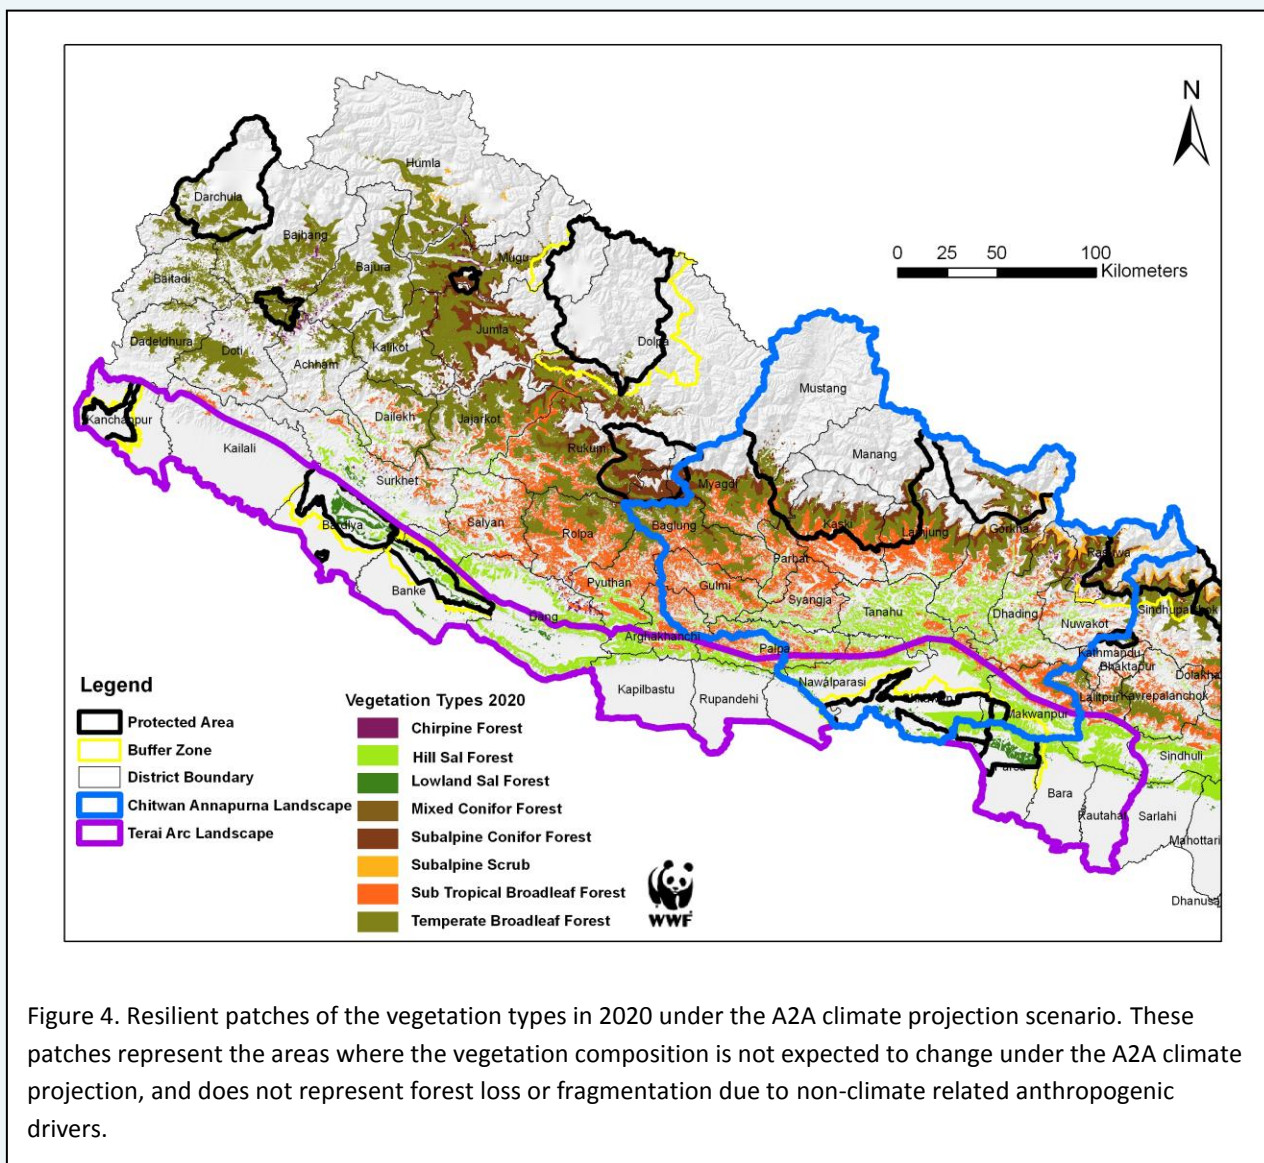 N
0 25 50 100
Kilometers
Humla
Darchula
Bajhang
Mugu
Bajura
Baitadi
Jumla
Dolpa
Dadeldhura
Doti
Kalikot
Achham
Mustang
Kanchanpur
Dailekh
Jajarkot
Kailali
Rukum
Manang
Surkhet
Myagdi
Bardiya
Salyan
Rolpa
Baglung
Kaski
Lamjung
Gorkha
Parbat
Rasuwa
Banke
Pyuthan
Gulmi
Syangja
Tanahu
Dhading
Sindhupalchok
Dang
Nuwakot
Arghakhanchi
Palpa
Kathmandu
Bhaktapur
Dolakha
Kapilbastu
Rupandehi
Nawalparasi
Lalitpur
Kavrepalanchok
Makwanpur
Sindhuli
Parsa
Bara
Rautahat
Sarlahi
Mahottari
Dhanusa
Legend
Protected Area
Buffer Zone
District Boundary
Chitwan Annapurna Landscape
Terai Arc Landscape
Vegetation Types 2020
Chirpine Forest
Hill Sal Forest
Lowland Sal Forest
Mixed Conifor Forest
Subalpine Conifor Forest
Subalpine Scrub
Sub Tropical Broadleaf Forest
Temperate Broadleaf Forest
WWF
Figure 4. Resilient patches of the vegetation types in 2020 under the A2A climate projection scenario. These
patches represent the areas where the vegetation composition is not expected to change under the A2A climate
projection, and does not represent forest loss or fragmentation due to non-climate related anthropogenic
drivers.